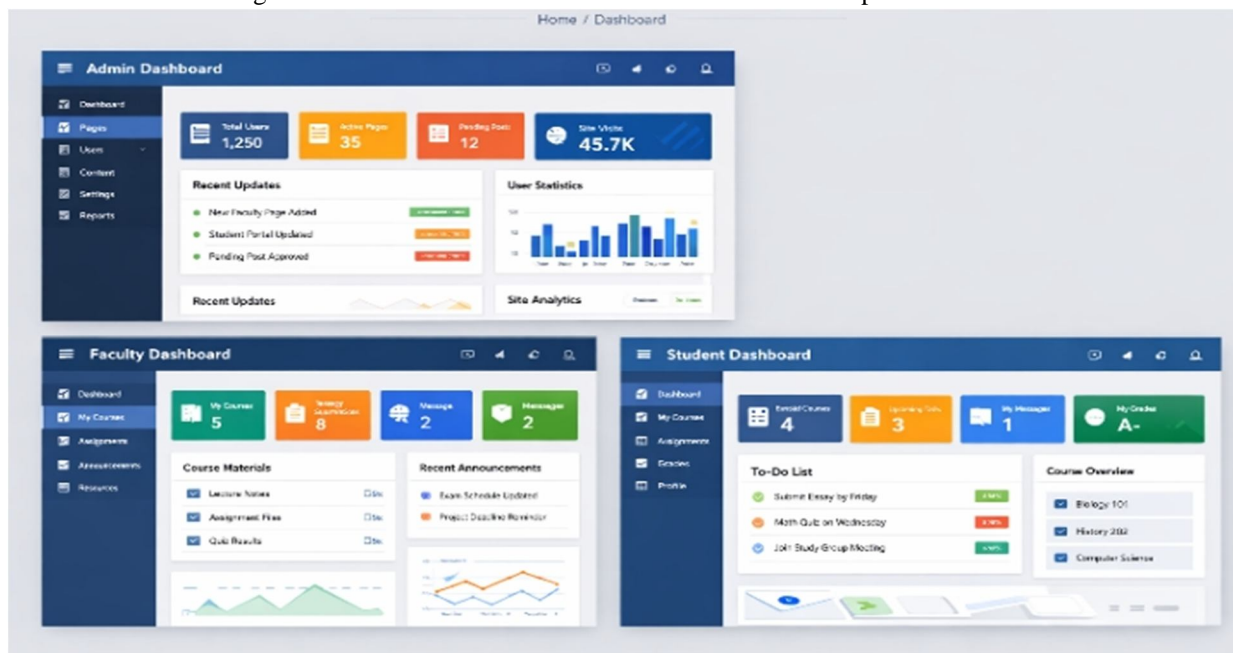 Home / Dashboard
Admin Dashboard
Dashboard
Pages
Users
Content
Settings
Reports
Total Users
1,250
Active Pages
35
Pending Posts
12
Site Visits
45.7K
Recent Updates
New Faculty Page Added
Student Portal Updated
Pending Post Approved
User Statistics
Recent Updates
Site Analytics
Faculty Dashboard
Dashboard
My Courses
Assignments
Announcements
Resources
My Courses
5
8
Message
2
Messages
2
Course Materials
Lecture Notes
Assignment Files
Quiz Results
Recent Announcements
Exam Schedule Updated
Project Deadline Reminder
Student Dashboard
Dashboard
My Courses
Assignments
Grades
Profile
Courses
4
3
My Messages
1
My Grades
A-
To-Do List
Submit Essay by Friday
Math Quiz on Wednesday
Join Study Group Meeting
Course Overview
Biology 101
History 202
Computer Science